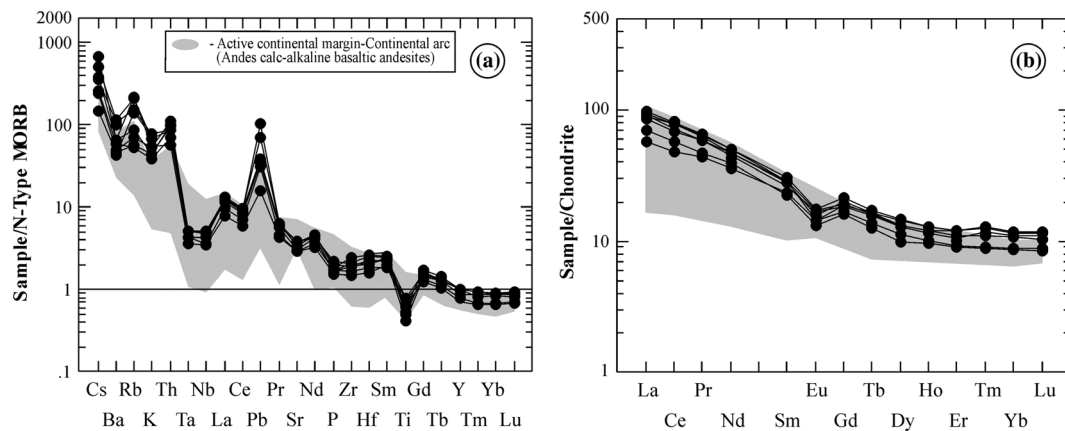 2000
1000
100
10
1
.1
Sample/N-Type MORB
- Active continental margin-Continental arc
(Andes calc-alkaline basaltic andesites)
(a)
Cs Rb Th Nb Ce Pr Nd Zr Sm Gd Y Yb
Ba K Ta La Pb Sr P Hf Ti Tb Tm Lu
500
100
10
1
Sample/Chondrite
(b)
La Pr Eu Tb Ho Tm Lu
Ce Nd Sm Gd Dy Er Yb